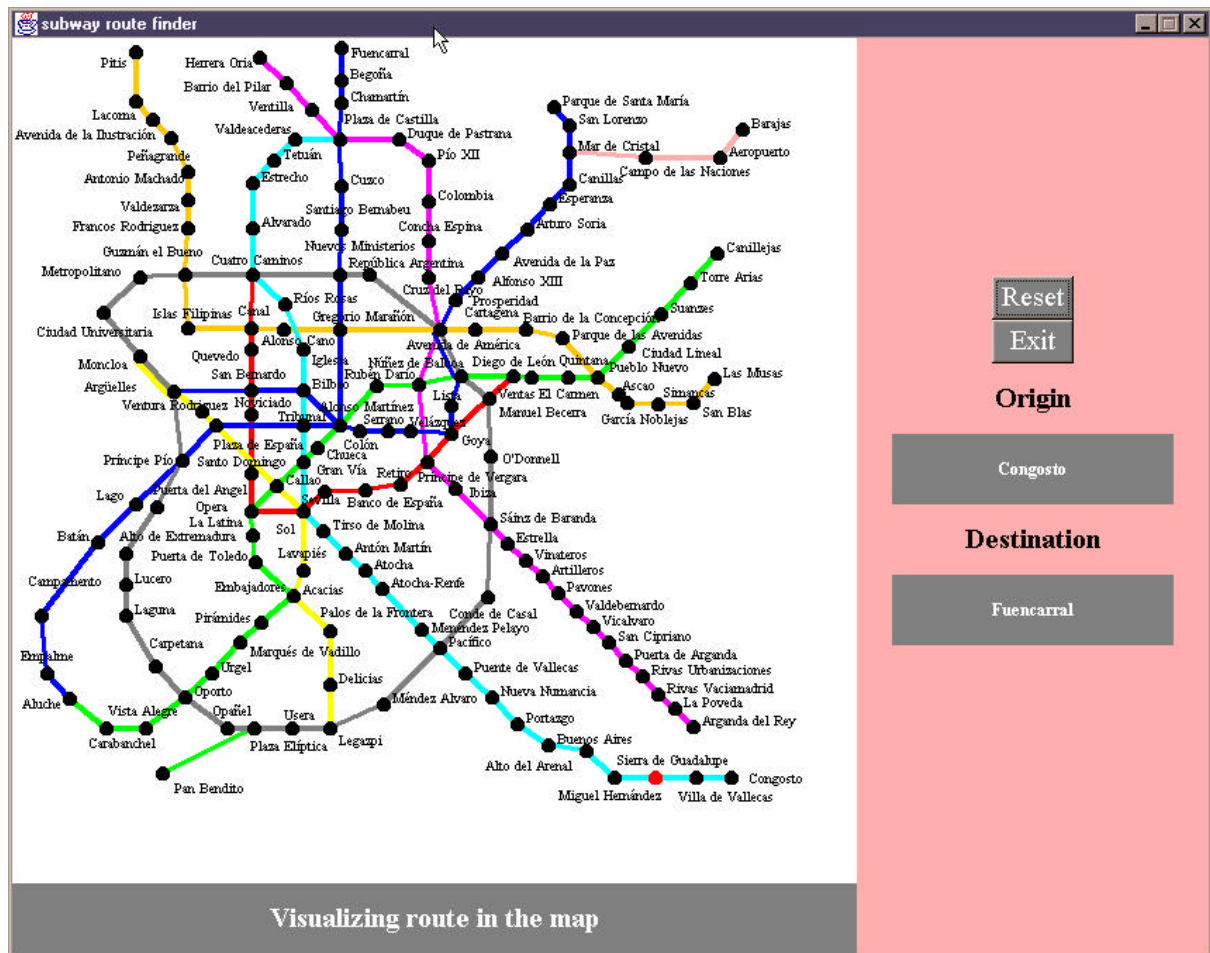 subway route finder
Fuencarral
Pitis
Herrera Oria
Begoña
Barrio del Pilar
Chamartín
Parque de Santa María
Lacoma
Ventilla
Plaza de Castilla
San Lorenzo
Barajas
Avenida de la Ilustración
Valdeacederas
Duque de Pastrana
Mar de Cristal
Aeropuerto
Peñagrande
Tetuán
Pío XII
Campo de las Naciones
Antonio Machado
Estrecho
Cuzco
Canillas
Colombia
Esperanza
Valdezarza
Santiago Bernabeu
Francos Rodriguez
Alvarado
Concha Espina
Arturo Soria
Guzmán el Bueno
Nuevos Ministerios
Canillejas
Cuatro Caminos
República Argentina
Avenida de la Paz
Metropolitano
Torre Arias
Cruz del Rayo
Alfonso XIII
Ríos Rosas
Prosperidad
Islas Filipinas
Canal
Gregorio Marañón
Cartagena
Suanzes
Barrio de la Concepción
Ciudad Universitaria
Alonso Cano
Avenida de América
Parque de las Avenidas
Quevedo
Iglesia
Ciudad Lineal
Moncloa
Núñez de Balboa
Diego de León
Quintana
Pueblo Nuevo
San Bernardo
Rubén Darío
Las Musas
Argüelles
Bilbao
Ascao
Simancas
Ventura Rodriguez
Noviciado
Alonso Martínez
Lista
Ventas
El Carmen
Manuel Becerra
San Blas
García Noblejas
Tribunal
Serrano
Velázquez
Plaza de España
Colón
Goya
Chueca
Príncipe Pío
Santo Domingo
Gran Vía
O'Donnell
Retiro
Príncipe de Vergara
Lago
Puerta del Angel
Callao
Ibiza
Opera
Sevilla
Banco de España
La Latina
Sol
Tirso de Molina
Sáinz de Baranda
Batán
Alto de Extremadura
Estrella
Puerta de Toledo
Lavapiés
Antón Martín
Vinateros
Atocha
Artilleros
Campamento
Lucero
Embajadores
Acacias
Atocha-Renfe
Pavones
Laguna
Pirámides
Palos de la Frontera
Conde de Casal
Valdebernardo
Menéndez Pelayo
Vicalvaro
Carpetana
Marqués de Vadillo
Pacífico
San Cipriano
Empalme
Urgel
Puente de Vallecas
Puerta de Arganda
Rivas Urbanizaciones
Aluche
Oporto
Delicias
Méndez Alvaro
Nueva Numancia
Rivas Vaciamadrid
Vista Alegre
Opañel
Usera
La Poveda
Carabanchel
Plaza Elíptica
Legazpi
Portazgo
Arganda del Rey
Buenos Aires
Alto del Arenal
Sierra de Guadalupe
Pan Bendito
Congosto
Miguel Hernández
Villa de Vallecas
Visualizing route in the map
Reset
Exit
Origin
Congosto
Destination
Fuencarral